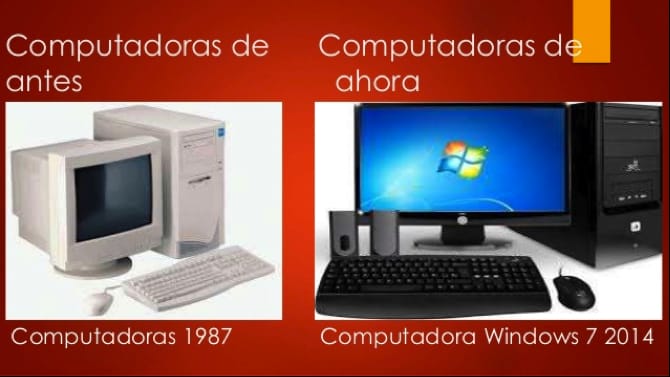 Computadoras de
antes
Computadoras de
ahora
Computadoras 1987
Computadora Windows 7 2014